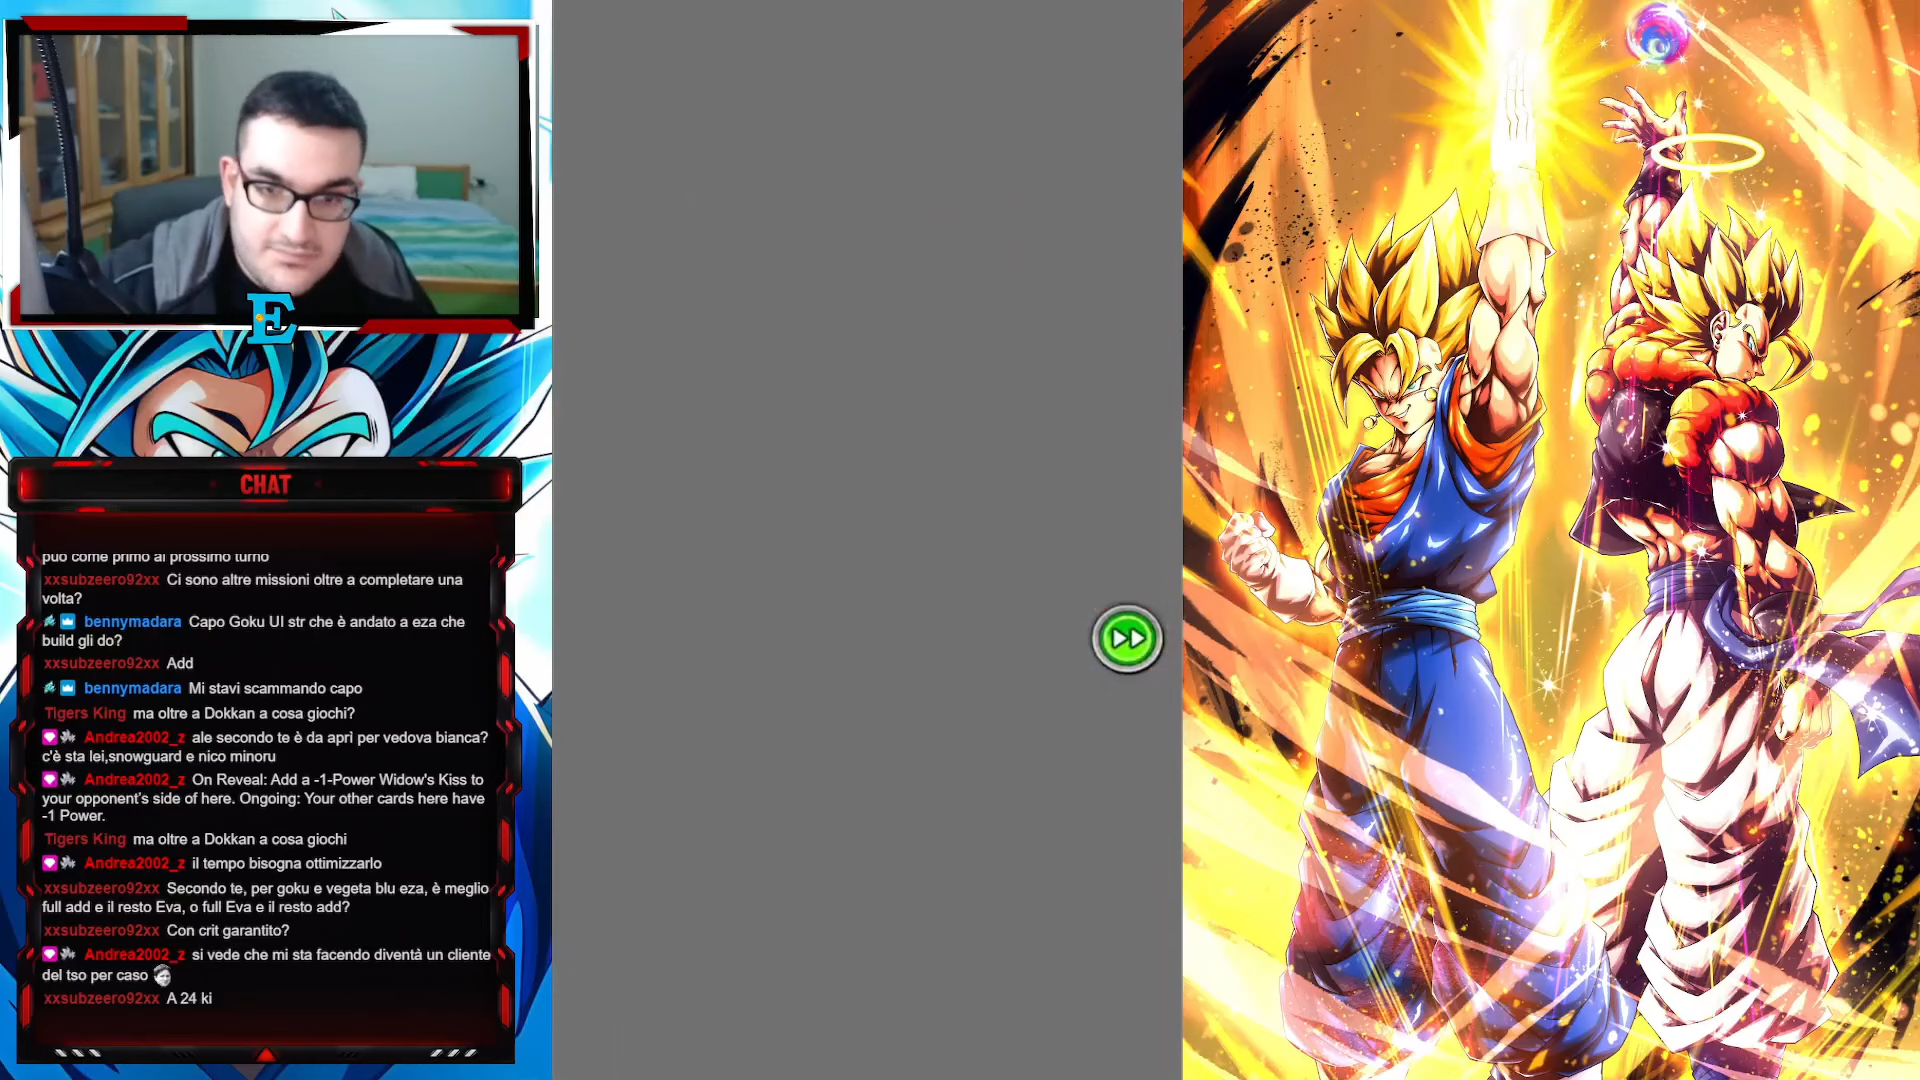 E
CHAT
può come primo al prossimo turno
xxsubzeero92xx Ci sono altre missioni oltre a completare una
volta?
bennymadara Capo Goku UI str che è andato a eza che
build gli do?
xxsubzeero92xx Add
bennymadara Mi stavi scammando capo
Tigers King ma oltre a Dokkan a cosa giochi?
Andrea2002_z ale secondo te è da aprì per vedova bianca?
c'è sta lei,snowguard e nico minoru
Andrea2002_z On Reveal: Add a -1-Power Widow's Kiss to
your opponent's side of here. Ongoing: Your other cards here have
-1 Power.
Tigers King ma oltre a Dokkan a cosa giochi
Andrea2002_z il tempo bisogna ottimizzarlo
xxsubzeero92xx Secondo te, per goku e vegeta blu eza, è meglio
full add e il resto Eva, o full Eva e il resto add?
xxsubzeero92xx Con crit garantito?
Andrea2002_z si vede che mi sta facendo diventà un cliente
del tso per caso
xxsubzeero92xx A 24 ki